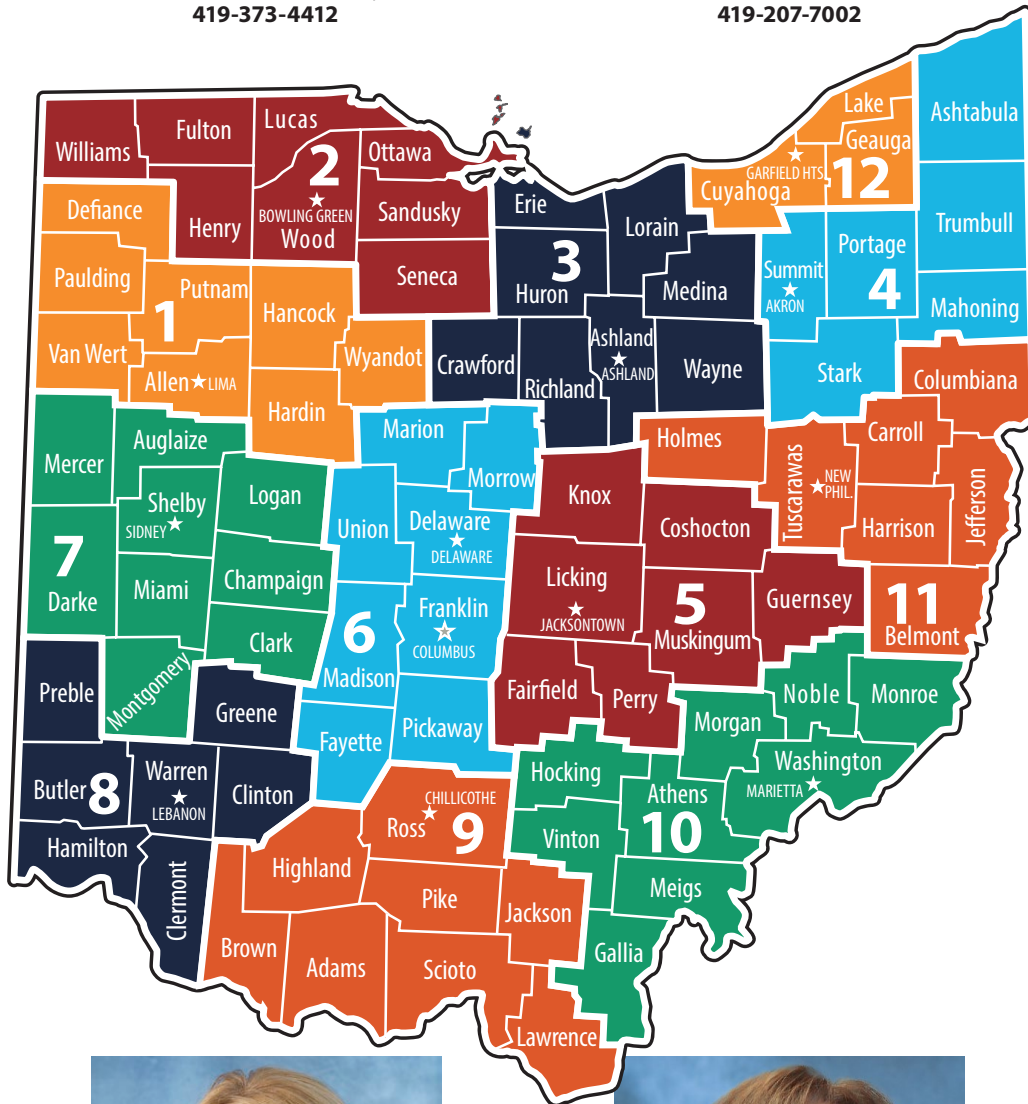 419-373-4412
419-207-7002
Williams
Fulton
Lucas
2
Ottawa
BOWLING GREEN
Wood
Henry
Sandusky
Seneca
Defiance
Paulding
Putnam
1
Hancock
Van Wert
Allen
LIMA
Wyandot
Hardin
Erie
Lorain
3
Huron
Medina
Ashland
ASHLAND
Crawford
Richland
Wayne
Lake
Geauga
GARFIELD HTS.
Cuyahoga
12
Ashtabula
Trumbull
Portage
Summit
AKRON
4
Mahoning
Stark
Columbiana
Carroll
Holmes
Tuscarawas
NEW
PHIL.
Harrison
Jefferson
11
Belmont
Mercer
Auglaize
Shelby
SIDNEY
Logan
7
Darke
Miami
Champaign
Clark
Montgomery
Marion
Morrow
Union
Delaware
DELAWARE
Franklin
COLUMBUS
6
Madison
Fayette
Pickaway
Knox
Coshocton
Licking
JACKSONTOWN
5
Muskingum
Guernsey
Fairfield
Perry
Preble
Greene
Butler
8
Warren
LEBANON
Clinton
Hamilton
Clermont
CHILLICOTHE
Ross
9
Highland
Pike
Jackson
Brown
Adams
Scioto
Lawrence
Noble
Monroe
Morgan
Washington
MARIETTA
Hocking
Athens
10
Vinton
Meigs
Gallia